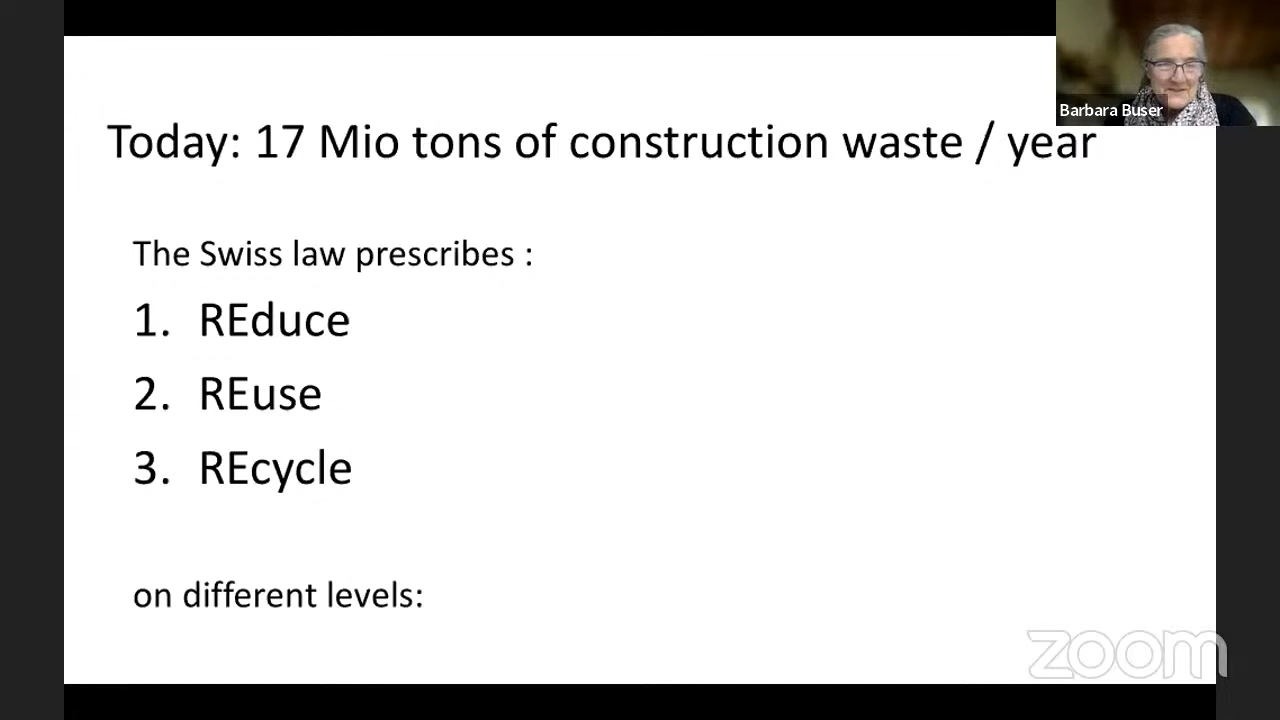 Barbara Buser
Today: 17 Mio tons of construction waste / year
The Swiss law prescribes :
1. REduce
2. REuse
3. REcycle
on different levels:
zoom